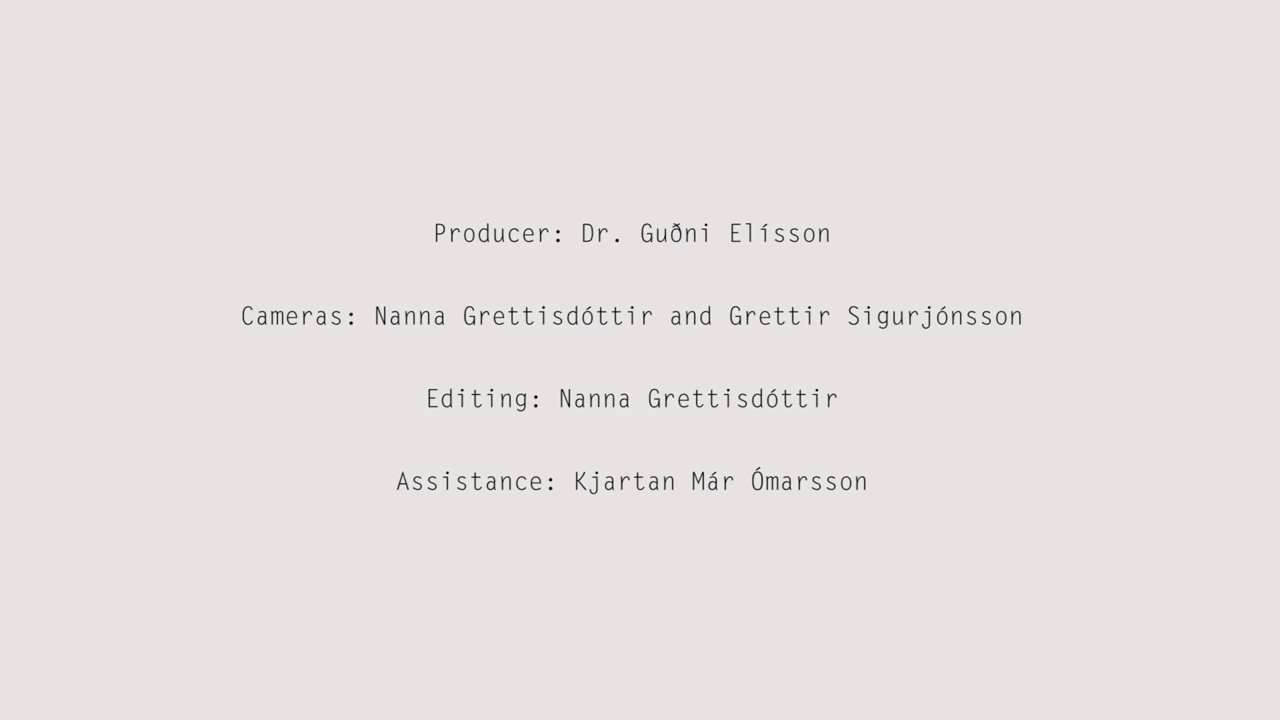 Producer: Dr. Guðni Elísson
Cameras: Nanna Grettisdóttir and Grettir Sigurjónsson
Editing: Nanna Grettisdóttir
Assistance: Kjartan Már Ómarsson